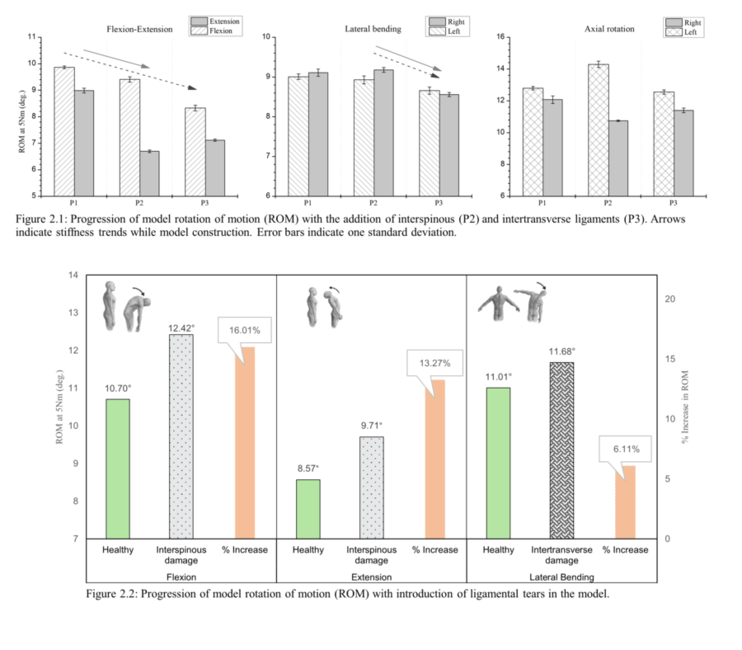 Flexion-Extension
Extension
Flexion
ROM at 5Nm (deg.)
11
10
9
8
7
6
5
P1
P2
P3
Lateral bending
Right
Left
10
9
8
7
6
P1
P2
P3
Axial rotation
Right
Left
16
14
12
10
8
6
P1
P2
P3
Figure 2.1: Progression of model rotation of motion (ROM) with the addition of interspinous (P2) and intertransverse ligaments (P3). Arrows
indicate stiffness trends while model construction. Error bars indicate one standard deviation.
ROM at 5Nm (deg.)
14
13
12
11
10
9
8
7
10.70°
12.42°
16.01%
8.57°
9.71°
13.27%
11.01°
11.68°
6.11%
20
15
10
5
0
% Increase in ROM
Healthy
Interspinous
damage
% Increase
Flexion
Healthy
Interspinous
damage
% Increase
Extension
Healthy
Intertransverse
damage
% Increase
Lateral Bending
Figure 2.2: Progression of model rotation of motion (ROM) with introduction of ligamental tears in the model.